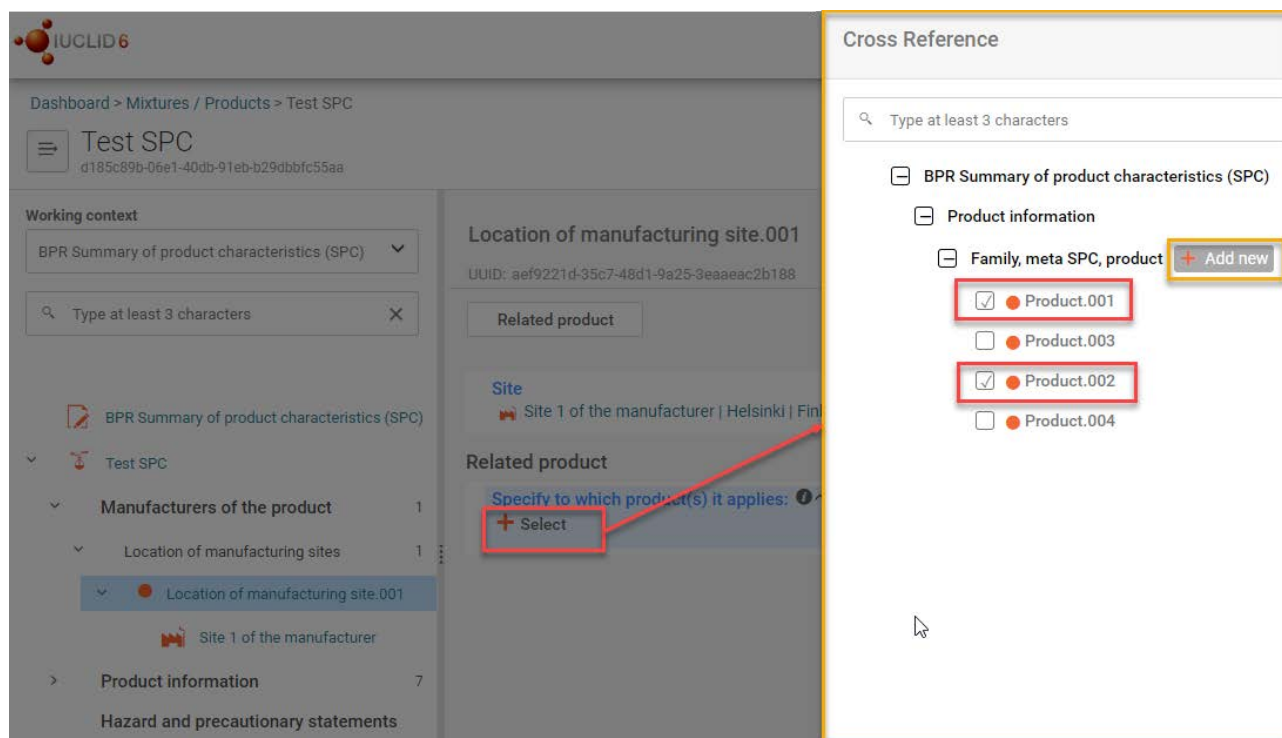 IUCLID 6
Dashboard > Mixtures / Products > Test SPC
Test SPC
d185c89b-06e1-40db-91eb-b29dbbfc55aa
Working context
BPR Summary of product characteristics (SPC)
Type at least 3 characters
BPR Summary of product characteristics (SPC)
Test SPC
Manufacturers of the product 1
Location of manufacturing sites 1
Location of manufacturing site.001
Site 1 of the manufacturer
Product information 7
Hazard and precautionary statements
Location of manufacturing site.001
UUID: aef9221d-35c7-48d1-9a25-3eaaeac2b188
Related product
Site
Site 1 of the manufacturer | Helsinki |
Related product
Specify to which product(s) it applies:
+ Select
Cross Reference
Type at least 3 characters
BPR Summary of product characteristics (SPC)
Product information
Family, meta SPC, product + Add new
Product.001
Product.003
Product.002
Product.004